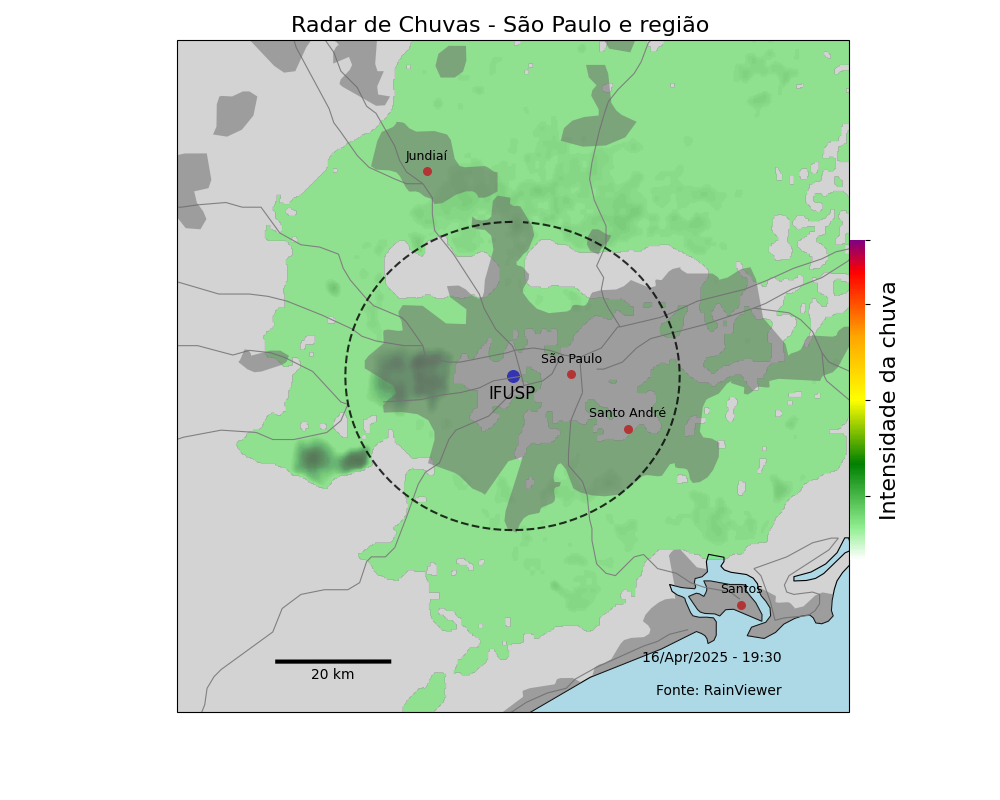 Radar de Chuvas - São Paulo e região
Jundiaí
São Paulo
IFUSP
Santo André
Santos
16/Apr/2025 - 19:30
20 km
Fonte: RainViewer
Intensidade da chuva